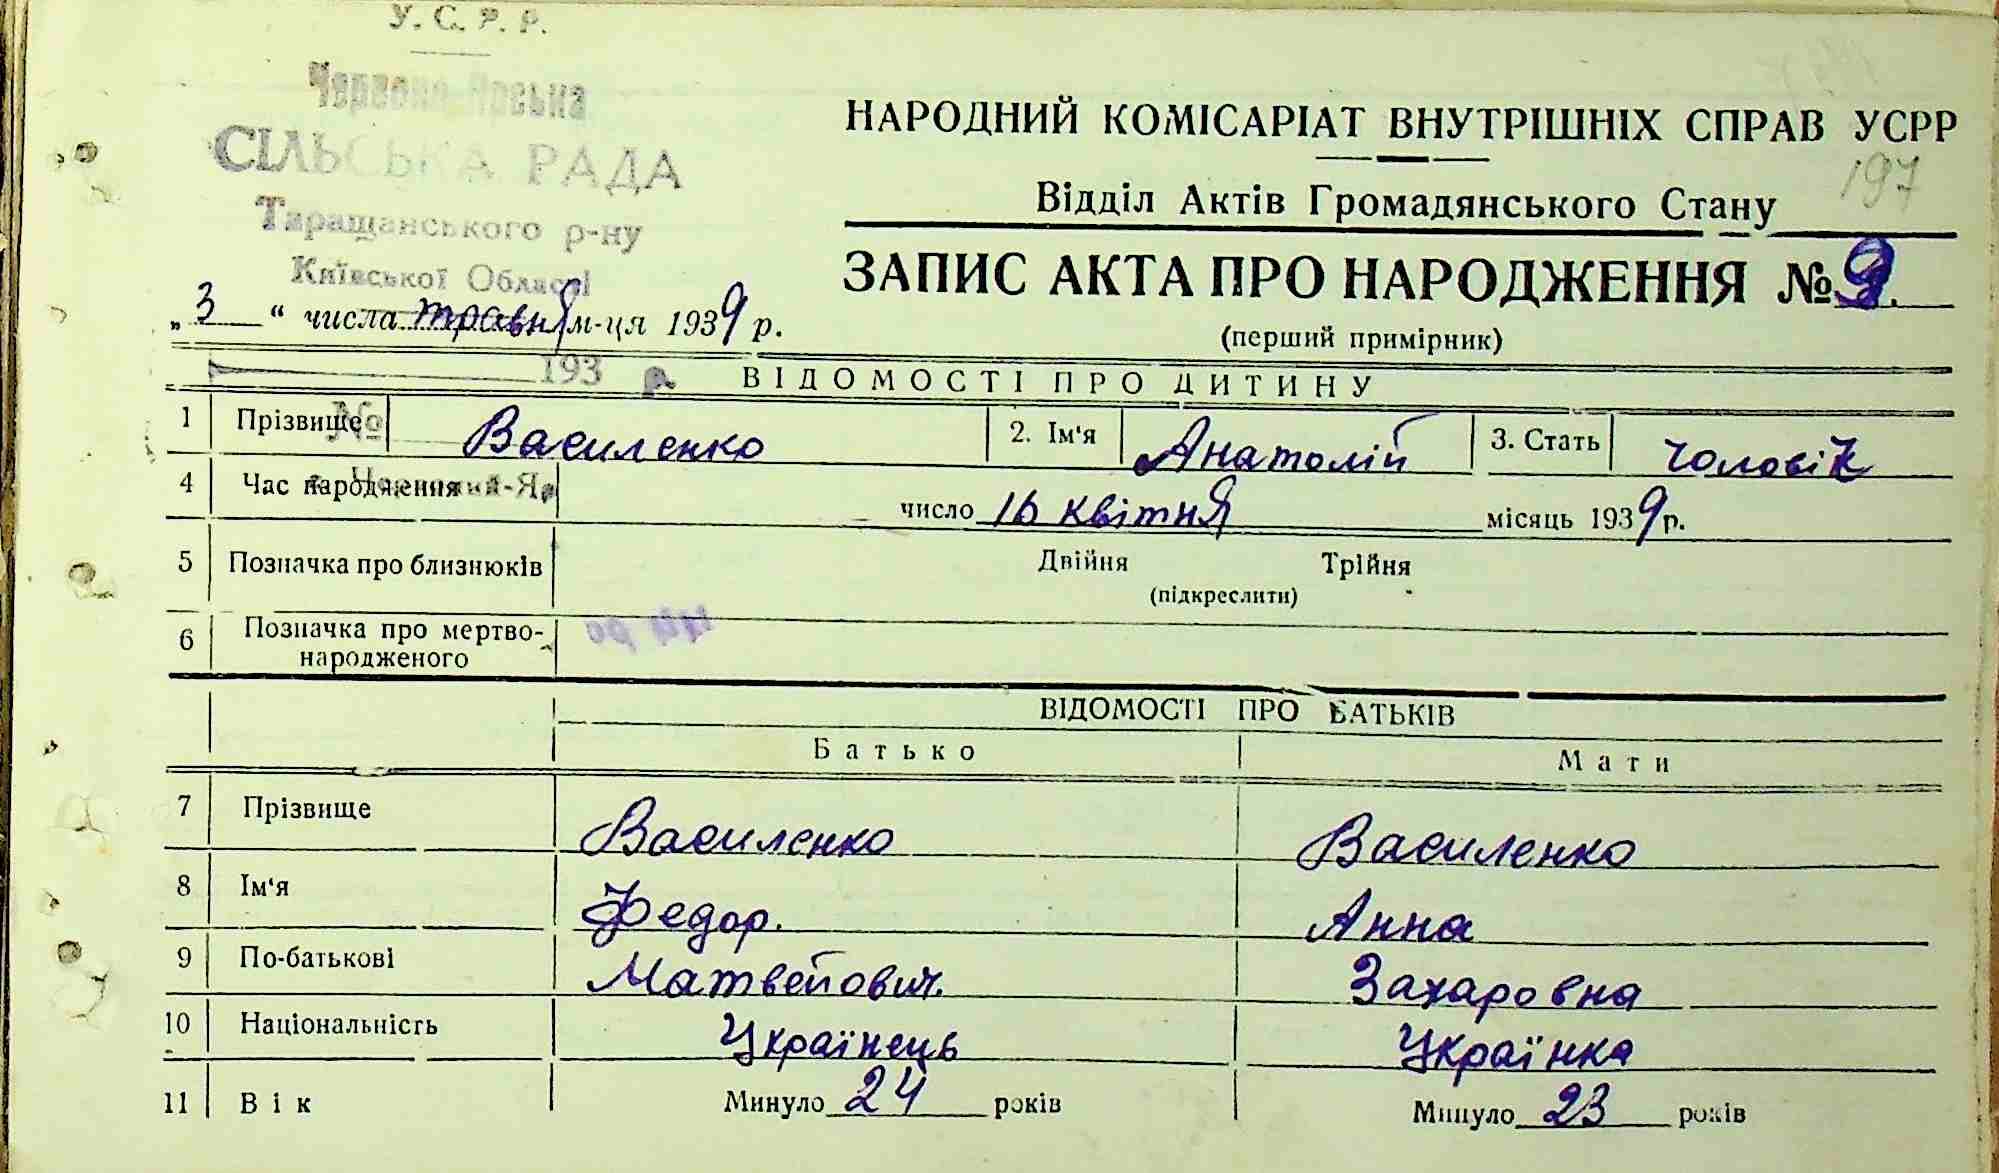 У. С. Р. Р.
СІЛЬСЬКА РАДА
Таращанського р-ну
Київської Області
НАРОДНИЙ КОМІСАРІАТ ВНУТРІШНІХ СПРАВ УСРР
197
Відділ Актів Громадянського Стану
ЗАПИС АКТА ПРО НАРОДЖЕННЯ № 9.
„ 3 “ числа травня м-ця 1939 р.
(перший примірник)
193 р.
ВІДОМОСТІ ПРО ДИТИНУ
1 Прізвище Василенко 2. Ім'я Анатолій 3. Стать чоловік
№
4 Час народження число 16 квітня місяць 1939 р.
5 Позначка про близнюків Двійня Трійня
(підкреслити)
6 Позначка про мертво-
народженого
ВІДОМОСТІ ПРО БАТЬКІВ
Батько Мати
7 Прізвище Василенко Василенко
8 Ім'я Федор. Анна
9 По-батькові Матвейович. Захаровна
10 Національність Українець Українка
11 Вік Минуло 24 років Минуло 23 років